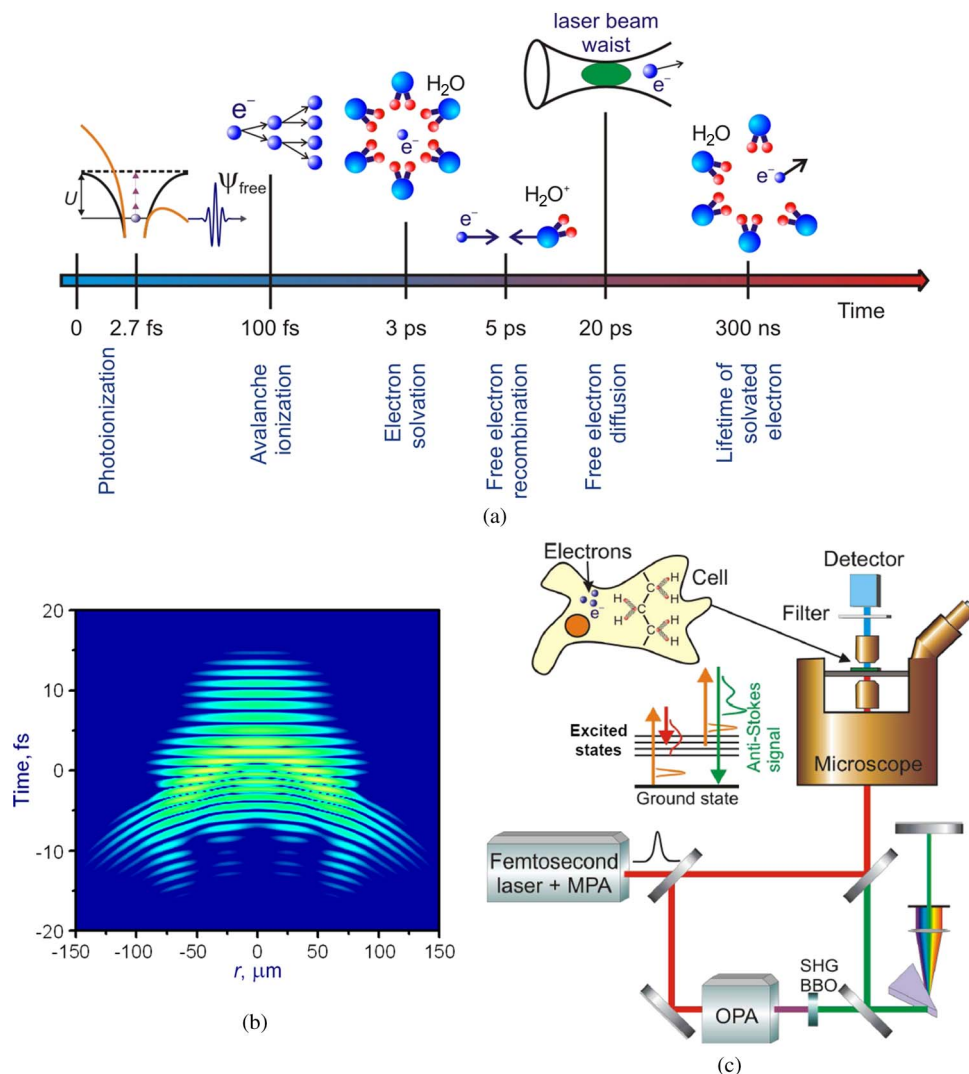 laser beam
waist
e⁻
H₂O
e⁻
e⁻
H₂O
e⁻
U
Ψfree
e⁻
H₂O⁺
Time
0
2.7 fs
100 fs
3 ps
5 ps
20 ps
300 ns
Photoionization
Avalanche
ionization
Electron
solvation
Free electron
recombination
Free electron
diffusion
Lifetime of
solvated
electron
(a)
Time, fs
20
10
0
-10
-20
-150
-100
-50
0
50
100
150
r, μm
(b)
Electrons
Cell
e⁻
H
H
C
H
H
C
H
C
H
H
Detector
Filter
Microscope
Excited
states
Anti-Stokes
signal
Ground state
Femtosecond
laser + MPA
OPA
SHG
BBO
(c)